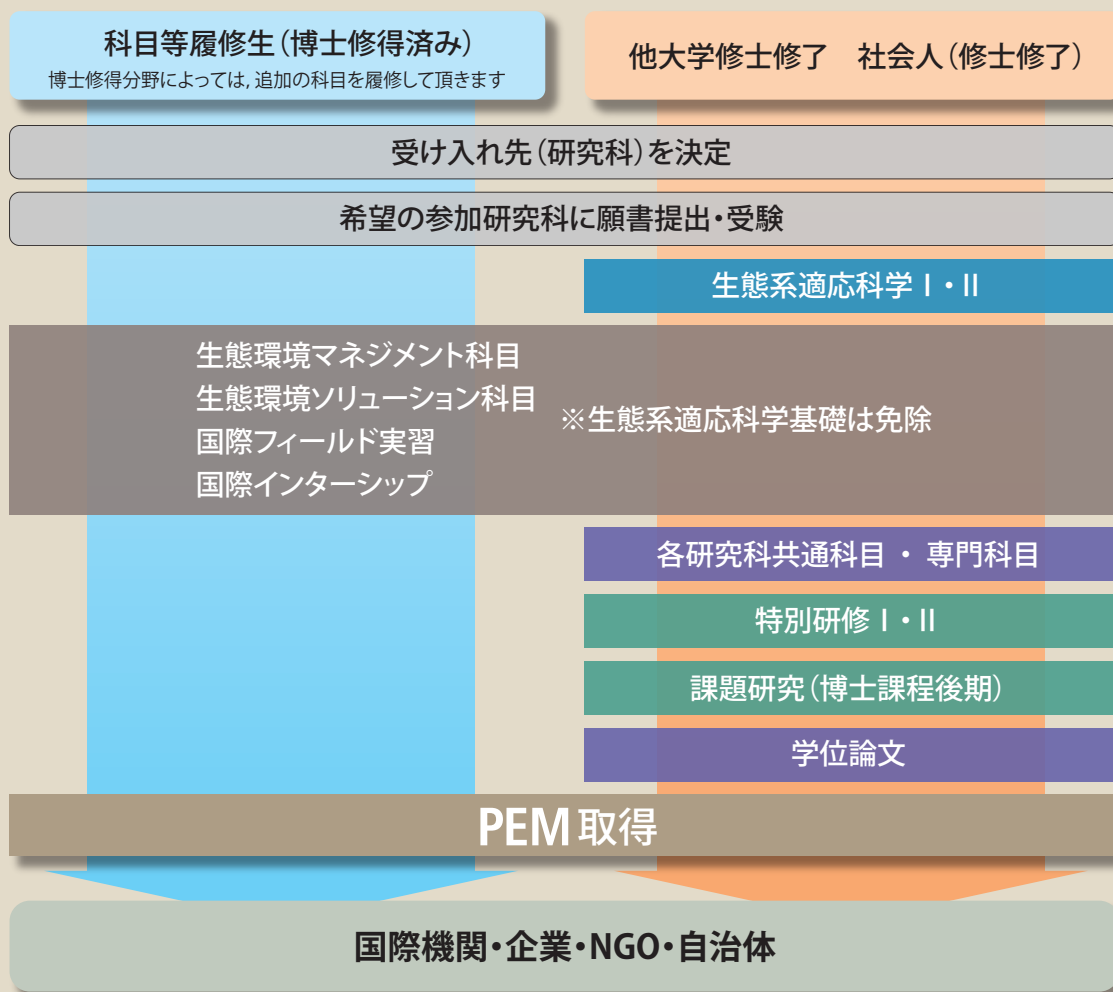 科目等履修生(博士修得済み)
博士修得分野によっては,追加の科目を履修して頂きます
他大学修士修了　社会人(修士修了)
受け入れ先(研究科)を決定
希望の参加研究科に願書提出・受験
生態系適応科学Ⅰ・Ⅱ
生態環境マネジメント科目
生態環境ソリューション科目
国際フィールド実習
国際インターシップ
※生態系適応科学基礎は免除
各研究科共通科目 ・ 専門科目
特別研修Ⅰ・Ⅱ
課題研究(博士課程後期)
学位論文
PEM 取得
国際機関・企業・NGO・自治体